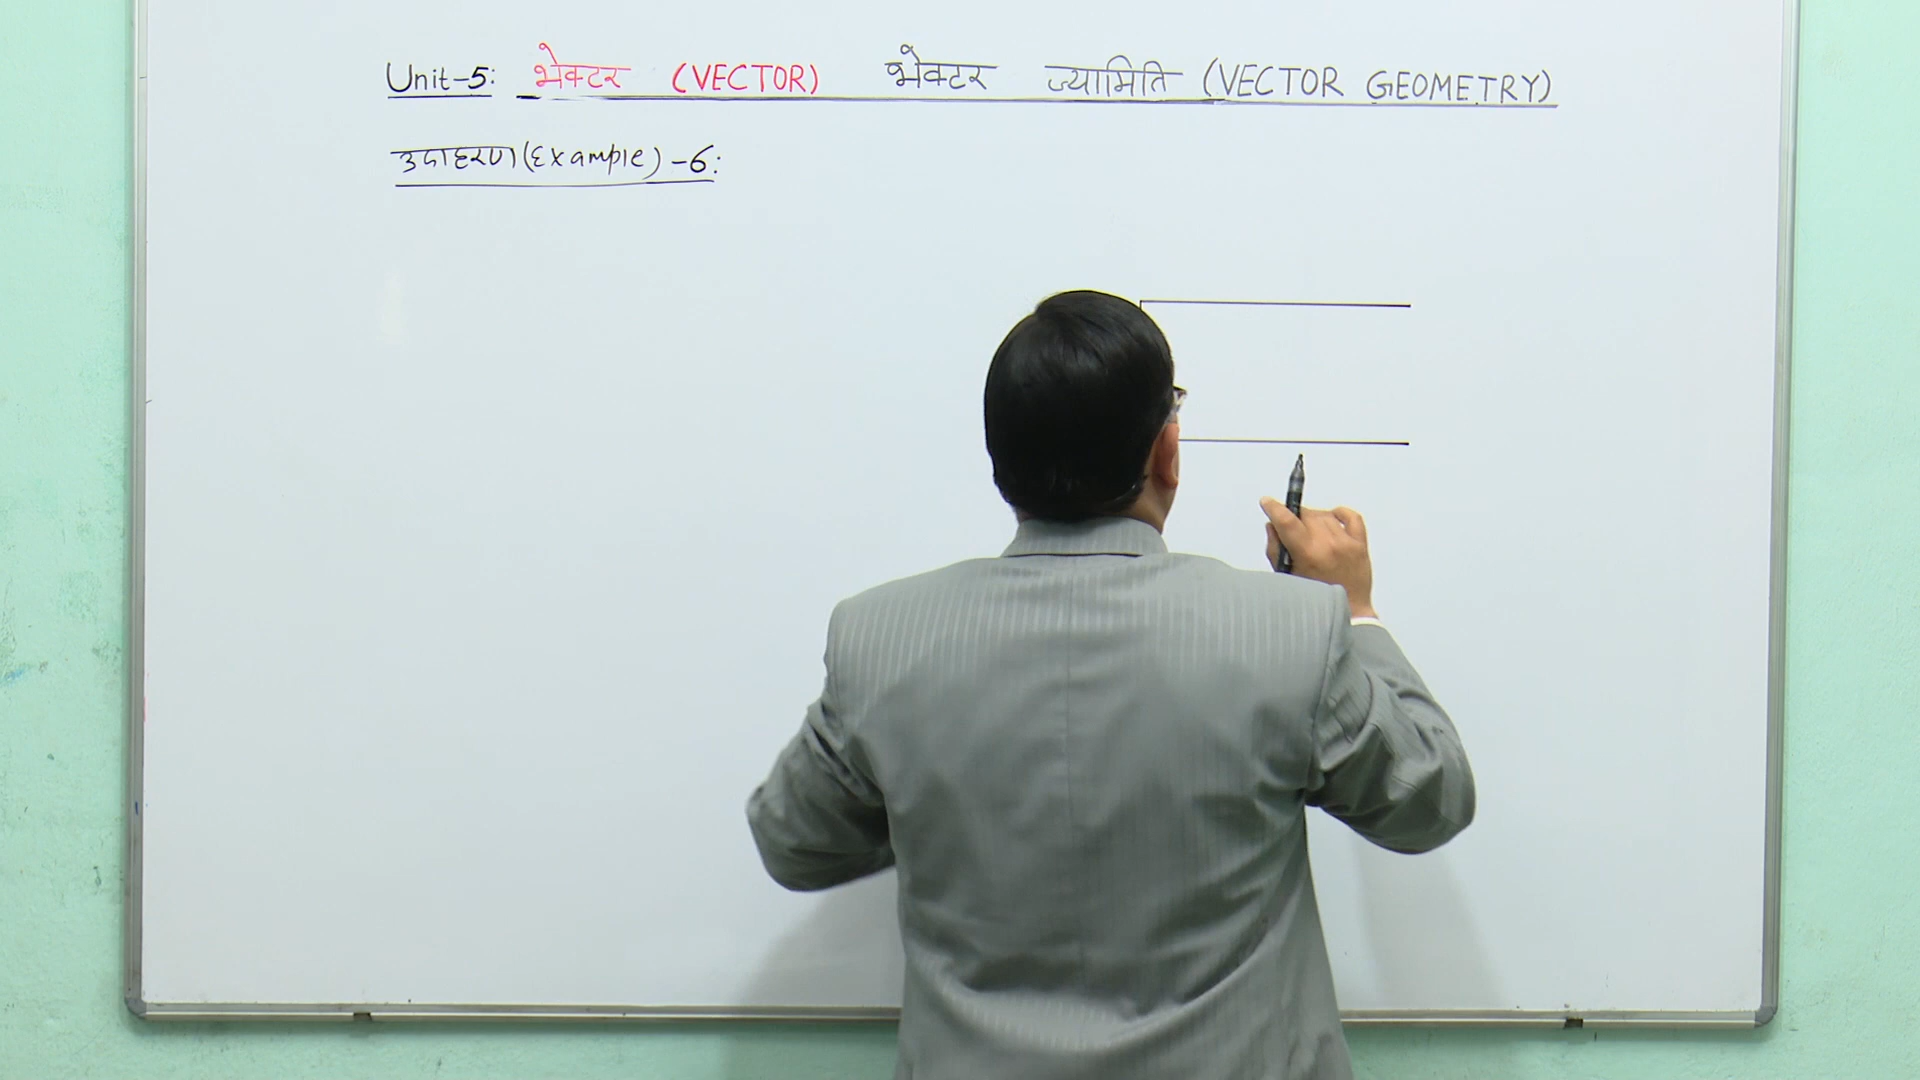 Unit-5: भेक्टर (VECTOR) भेक्टर ज्यामिति (VECTOR GEOMETRY)
उदाहरण (Example) -6: